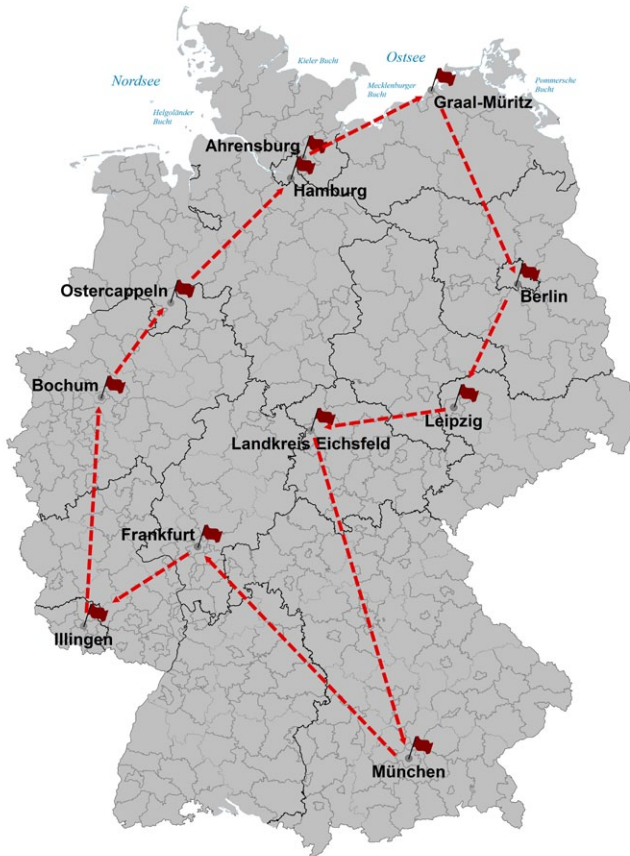 Kieler Bucht
Ostsee
Nordsee
Mecklenburger
Bucht
Pommersche
Bucht
Graal-Müritz
Helgoländer
Bucht
Ahrensburg
Hamburg
Ostercappeln
Berlin
Bochum
Leipzig
Landkreis Eichsfeld
Frankfurt
Illingen
München